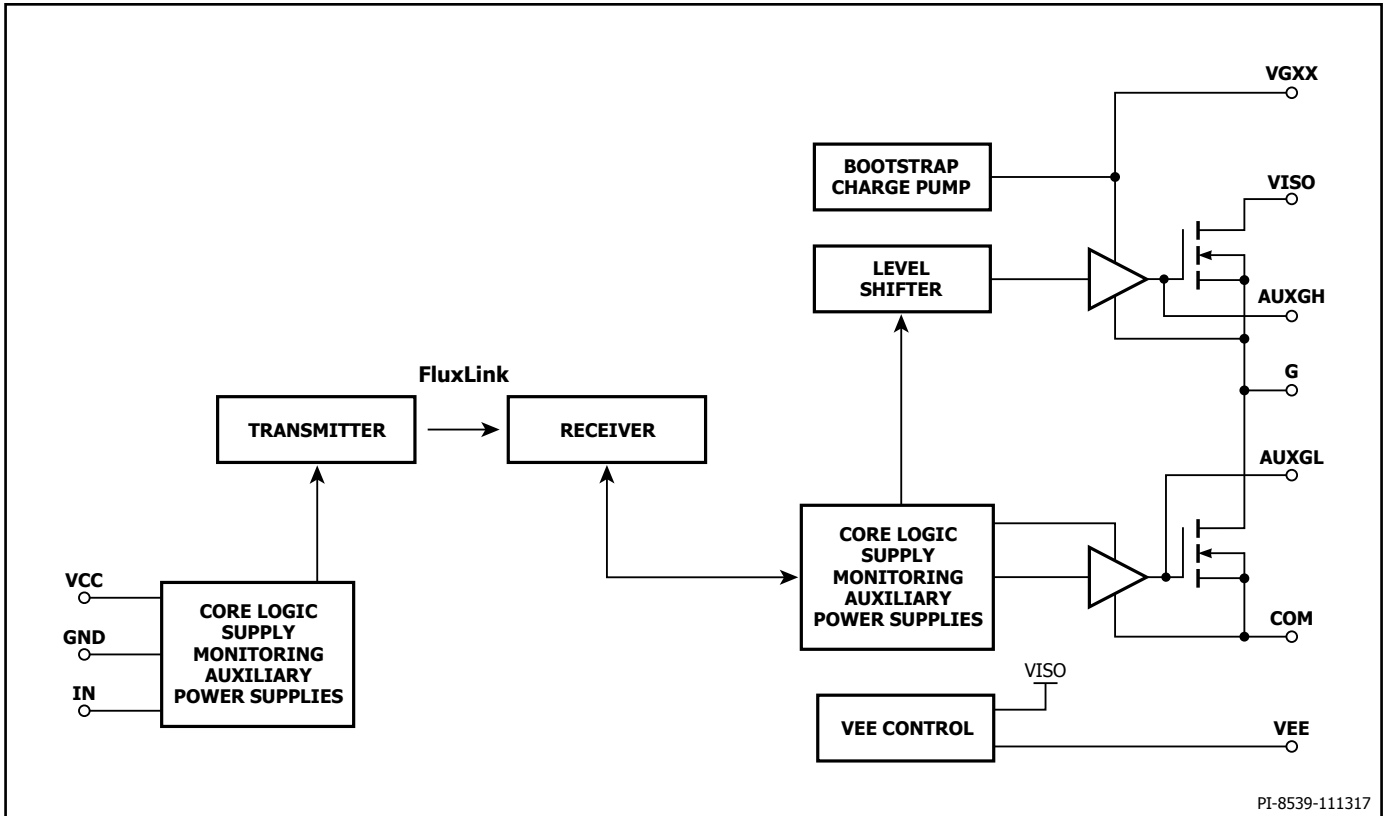 VGXX
BOOTSTRAP
CHARGE PUMP
VISO
LEVEL
SHIFTER
AUXGH
FluxLink
G
TRANSMITTER
RECEIVER
AUXGL
CORE LOGIC
SUPPLY
MONITORING
AUXILIARY
POWER SUPPLIES
VCC
GND
IN
CORE LOGIC
SUPPLY
MONITORING
AUXILIARY
POWER SUPPLIES
COM
VISO
VEE CONTROL
VEE
PI-8539-111317